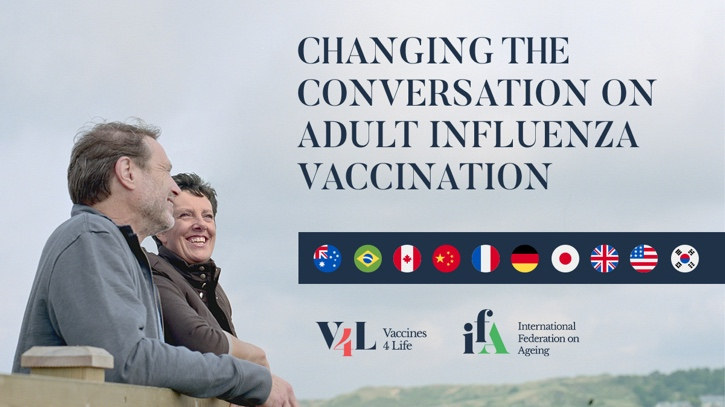 CHANGING THE
CONVERSATION ON
ADULT INFLUENZA
VACCINATION
V4L Vaccines
4 Life
ifA International
Federation on
Ageing